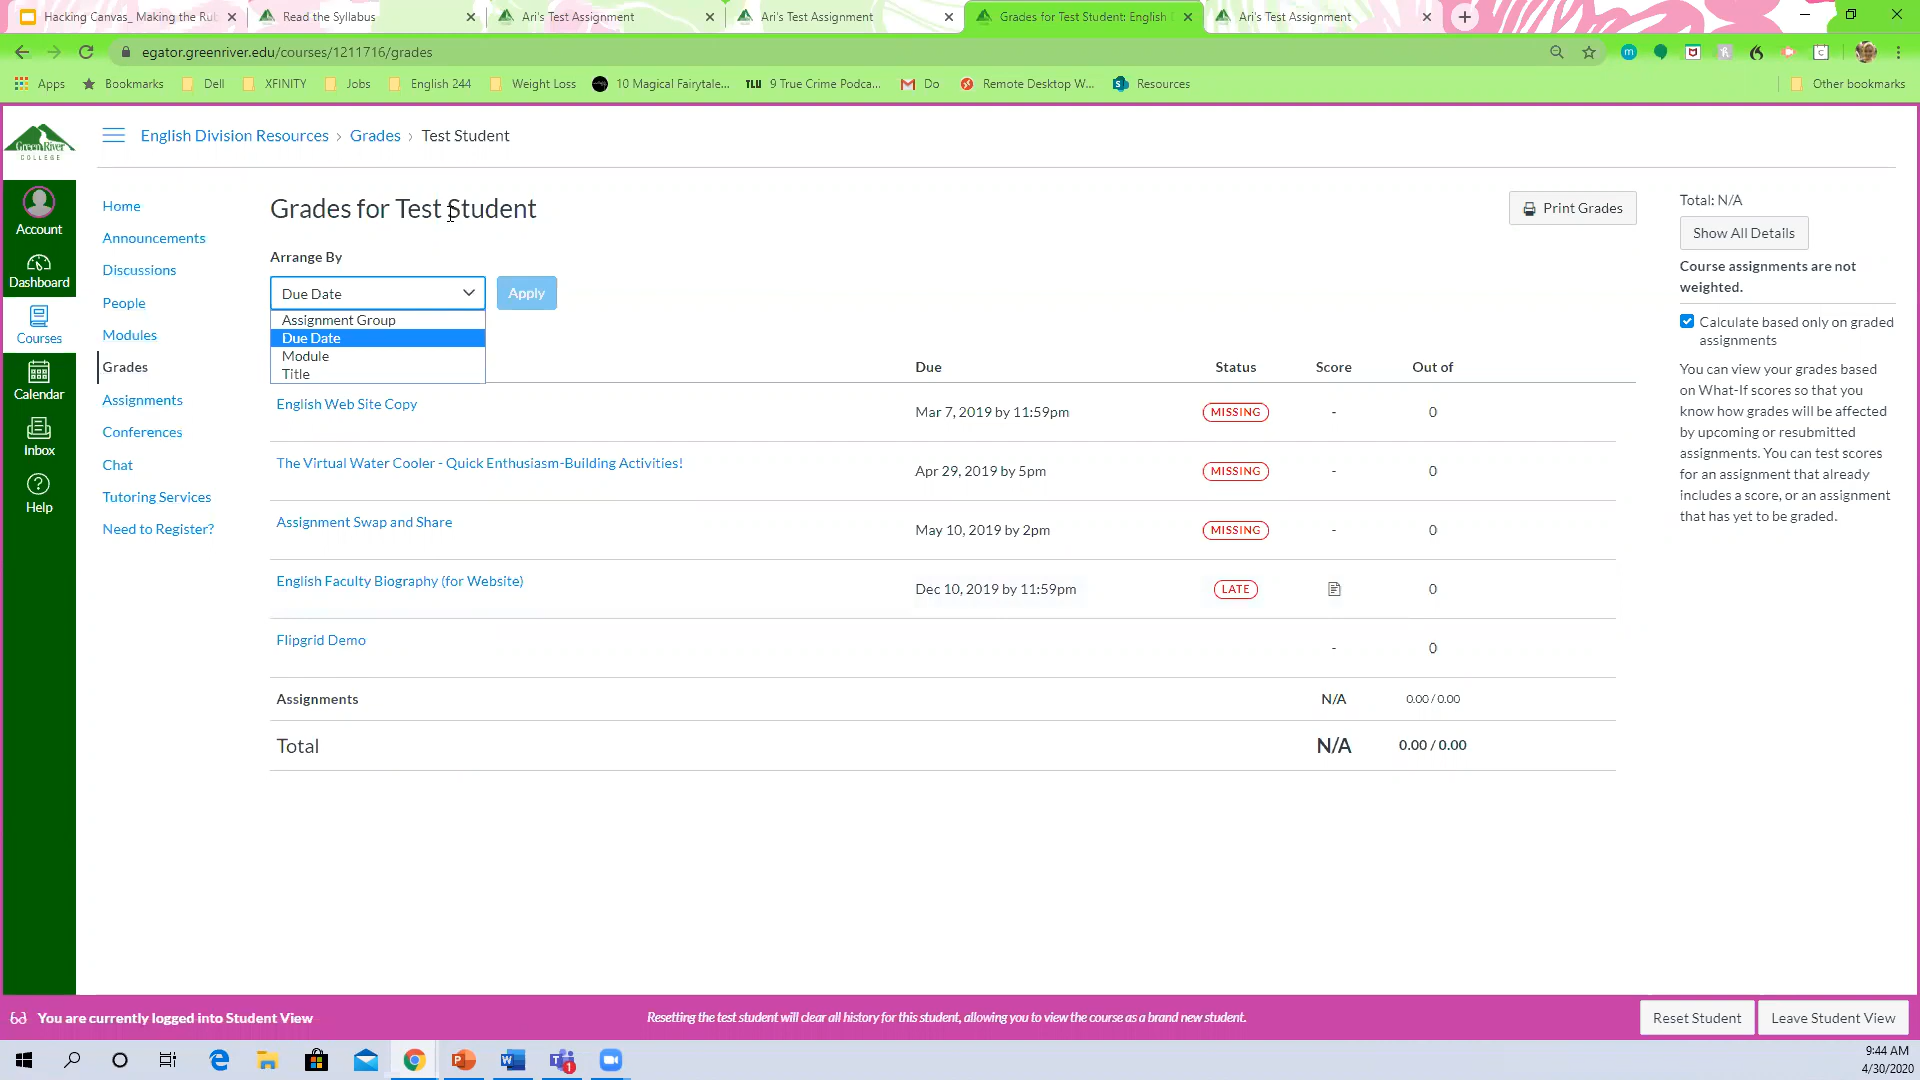 Hacking Canvas_ Making the Rub
Read the Syllabus
Ari's Test Assignment
Ari's Test Assignment
Grades for Test Student: English
Ari's Test Assignment
egator.greenriver.edu/courses/1211716/grades
Apps
Bookmarks
Dell
XFINITY
Jobs
English 244
Weight Loss
10 Magical Fairytale...
TLU
9 True Crime Podca...
Do
Remote Desktop W...
Resources
Other bookmarks
GreenRiver
COLLEGE
English Division Resources › Grades › Test Student
Account
Dashboard
Courses
Calendar
Inbox
Help
Home
Announcements
Discussions
People
Modules
Grades
Assignments
Conferences
Chat
Tutoring Services
Need to Register?
Grades for Test Student
Print Grades
Arrange By
Due Date
Apply
Assignment Group
Due Date
Module
Title
Due Status Score Out of
English Web Site Copy Mar 7, 2019 by 11:59pm MISSING - 0
The Virtual Water Cooler - Quick Enthusiasm-Building Activities! Apr 29, 2019 by 5pm MISSING - 0
Assignment Swap and Share May 10, 2019 by 2pm MISSING - 0
English Faculty Biography (for Website) Dec 10, 2019 by 11:59pm LATE 0
Flipgrid Demo - 0
Assignments N/A 0.00 / 0.00
Total N/A 0.00 / 0.00
Total: N/A
Show All Details
Course assignments are not
weighted.
Calculate based only on graded
assignments
You can view your grades based
on What-If scores so that you
know how grades will be affected
by upcoming or resubmitted
assignments. You can test scores
for an assignment that already
includes a score, or an assignment
that has yet to be graded.
You are currently logged into Student View
Resetting the test student will clear all history for this student, allowing you to view the course as a brand new student.
Reset Student
Leave Student View
9:44 AM
4/30/2020